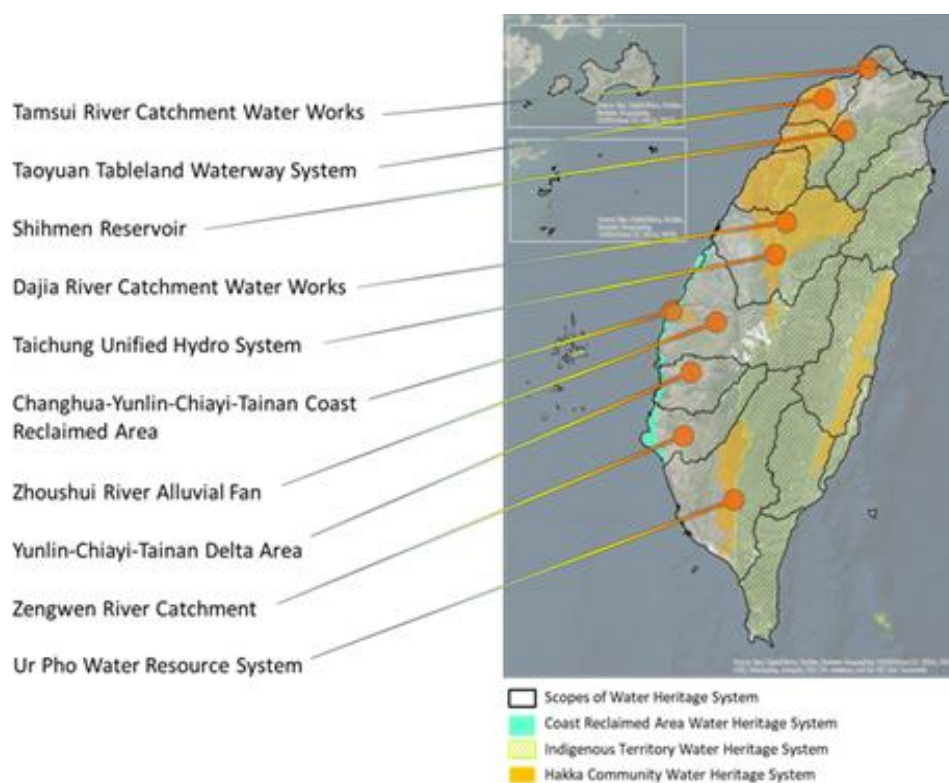 Tamsui River Catchment Water Works
Taoyuan Tableland Waterway System
Shihmen Reservoir
Dajia River Catchment Water Works
Taichung Unified Hydro System
Changhua-Yunlin-Chiayi-Tainan Coast
Reclaimed Area
Zhoushui River Alluvial Fan
Yunlin-Chiayi-Tainan Delta Area
Zengwen River Catchment
Ur Pho Water Resource System
Scopes of Water Heritage System
Coast Reclaimed Area Water Heritage System
Indigenous Territory Water Heritage System
Hakka Community Water Heritage System